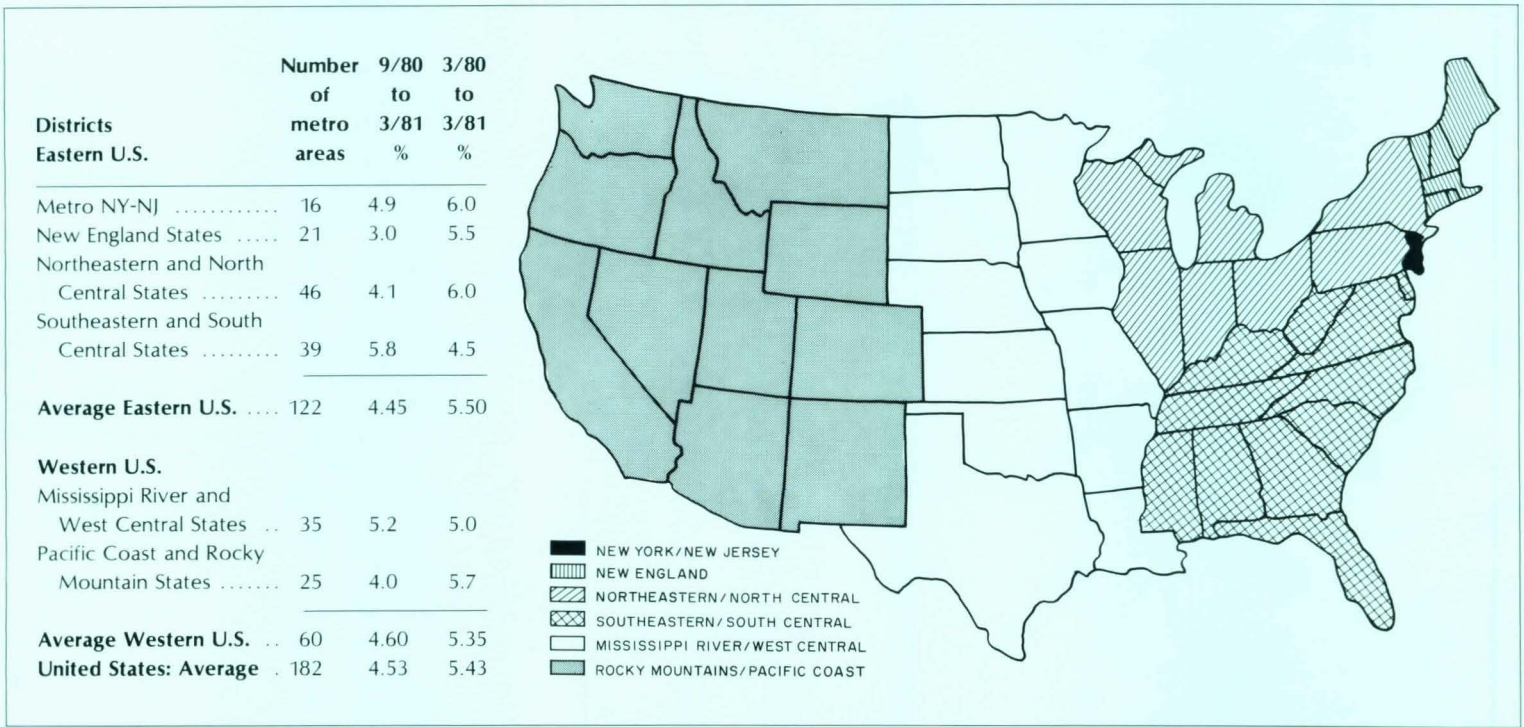 Number 9/80 3/80
of to to
Districts metro 3/81 3/81
Eastern U.S. areas % %
Metro NY-NJ ............ 16 4.9 6.0
New England States ..... 21 3.0 5.5
Northeastern and North
Central States ......... 46 4.1 6.0
Southeastern and South
Central States ......... 39 5.8 4.5
Average Eastern U.S. .... 122 4.45 5.50
Western U.S.
Mississippi River and
West Central States .. 35 5.2 5.0
Pacific Coast and Rocky
Mountain States ....... 25 4.0 5.7
Average Western U.S. .. 60 4.60 5.35
United States: Average . 182 4.53 5.43
NEW YORK/NEW JERSEY
NEW ENGLAND
NORTHEASTERN/NORTH CENTRAL
SOUTHEASTERN/SOUTH CENTRAL
MISSISSIPPI RIVER/WEST CENTRAL
ROCKY MOUNTAINS/PACIFIC COAST